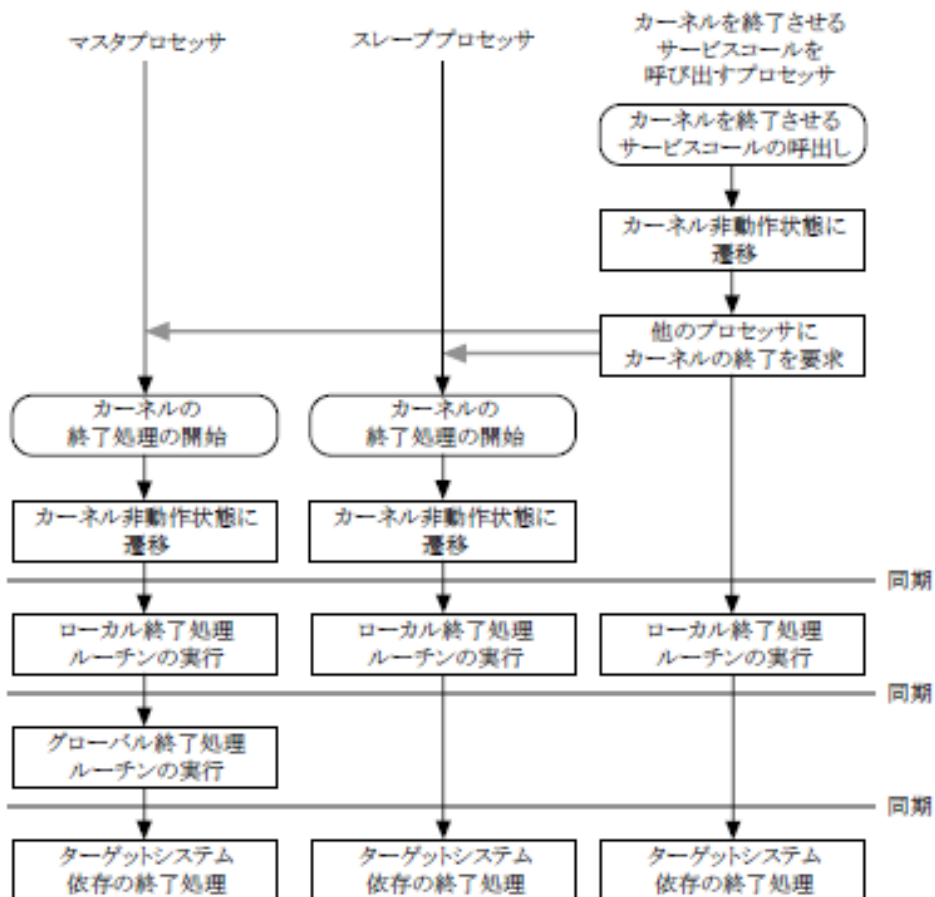 マスタプロセッサ
スレーブプロセッサ
カーネルを終了させる
サービスコールを
呼び出すプロセッサ
カーネルを終了させる
サービスコールの呼出し
カーネル非動作状態に
遷移
他のプロセッサに
カーネルの終了を要求
カーネルの
終了処理の開始
カーネルの
終了処理の開始
カーネル非動作状態に
遷移
カーネル非動作状態に
遷移
同期
ローカル終了処理
ルーチンの実行
ローカル終了処理
ルーチンの実行
ローカル終了処理
ルーチンの実行
同期
グローバル終了処理
ルーチンの実行
同期
ターゲットシステム
依存の終了処理
ターゲットシステム
依存の終了処理
ターゲットシステム
依存の終了処理